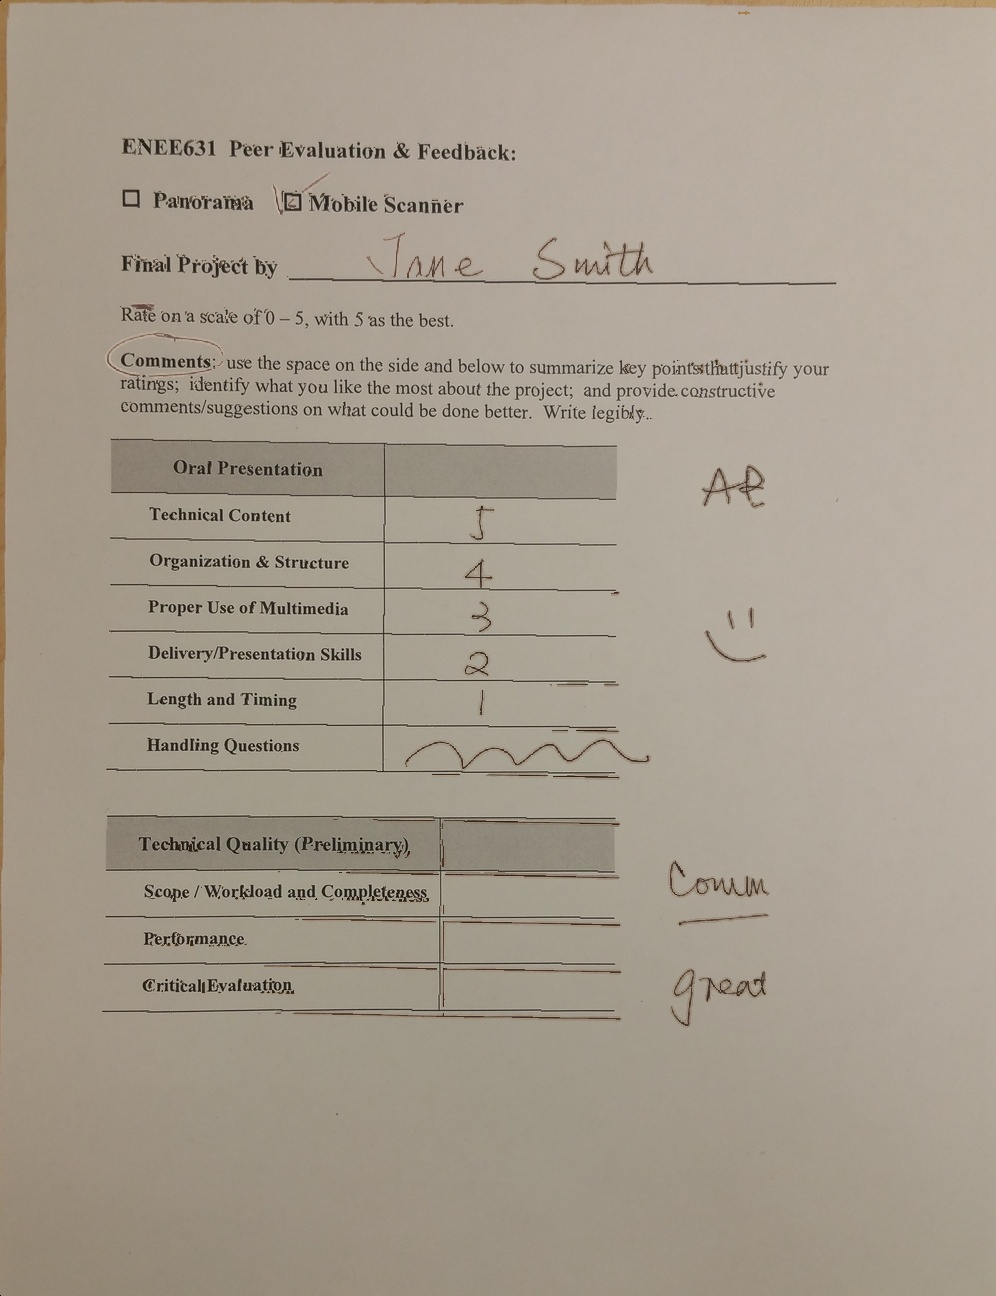 ENEE631 Peer Evaluation & Feedback:
☐ Panorama ☑ Mobile Scanner
Final Project by Jane Smith
Rate on a scale of 0 – 5, with 5 as the best.
Comments: use the space on the side and below to summarize key points that justify your
ratings; identify what you like the most about the project; and provide constructive
comments/suggestions on what could be done better. Write legibly.
Oral Presentation
Technical Content 5
Organization & Structure 4
Proper Use of Multimedia 3
Delivery/Presentation Skills 2
Length and Timing 1
Handling Questions
Technical Quality (Preliminary)
Scope / Workload and Completeness
Comm
Performance
Critical Evaluation
great